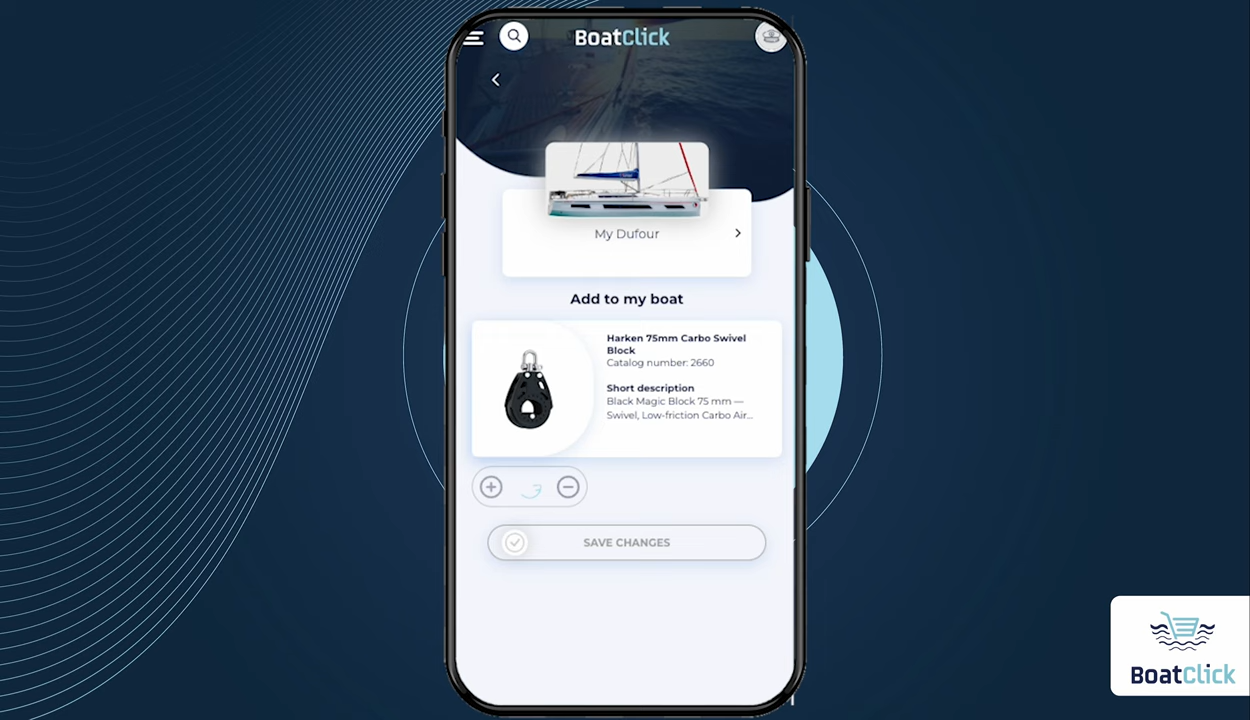 BoatClick
My Dufour
Add to my boat
Harken 75mm Carbo Swivel
Block
Catalog number: 2660
Short description
Black Magic Block 75 mm —
Swivel, Low-friction Carbo Air...
SAVE CHANGES
BoatClick